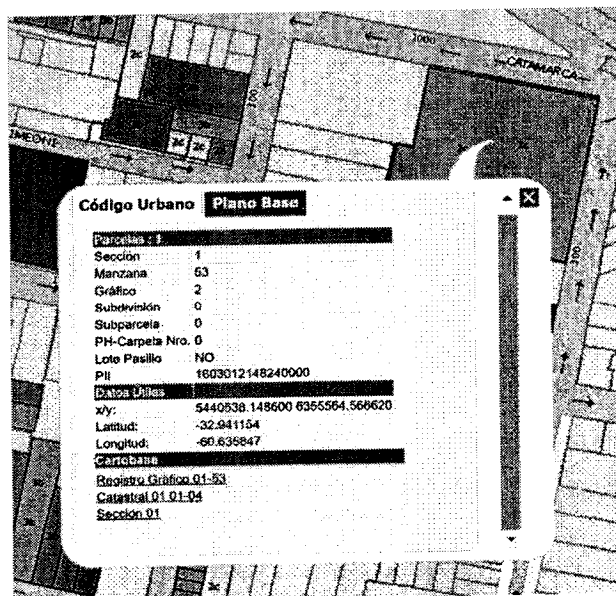 1000
CATAMARCA
100
IMEONI
Código Urbano Plano Base
Parcelas : 1
Sección 1
Manzana 53
Gráfico 2
Subdivisión 0
Subparcela 0
PH-Carpeta Nro. 0
Lote Pasillo NO
PII 1603012148240000
Datos Utiles
x/y: 5440538.148600 6355564.566620
Latitud: -32.941154
Longitud: -60.635847
Cartobase
Registro Gráfico 01-53
Catastral 01 01-04
Sección 01